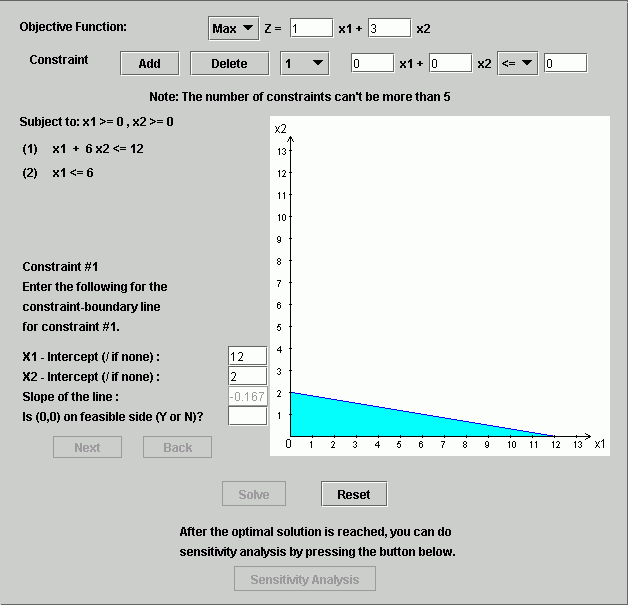 Objective Function: Max Z = 1 x1 + 3 x2
Constraint Add Delete 1 0 x1 + 0 x2 <= 0
Note: The number of constraints can't be more than 5
Subject to: x1 >= 0 , x2 >= 0
(1) x1 + 6 x2 <= 12
(2) x1 <= 6
x2
13
12
11
10
9
8
7
6
5
4
3
2
1
0 1 2 3 4 5 6 7 8 9 10 11 12 13 x1
Constraint #1
Enter the following for the
constraint-boundary line
for constraint #1.
X1 - Intercept (/ if none) : 12
X2 - Intercept (/ if none) : 2
Slope of the line : -0.167
Is (0,0) on feasible side (Y or N)?
Next Back
Solve Reset
After the optimal solution is reached, you can do
sensitivity analysis by pressing the button below.
Sensitivity Analysis